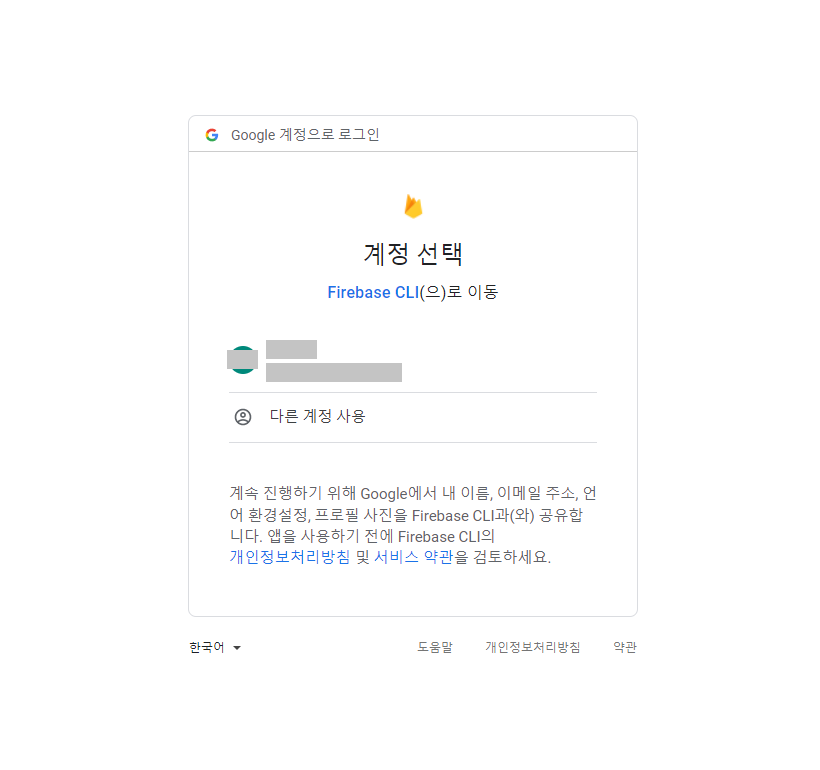 Google 계정으로 로그인
계정 선택
Firebase CLI(으)로 이동
다른 계정 사용
계속 진행하기 위해 Google에서 내 이름, 이메일 주소, 언
어 환경설정, 프로필 사진을 Firebase CLI과(와) 공유합
니다. 앱을 사용하기 전에 Firebase CLI의
개인정보처리방침 및 서비스 약관을 검토하세요.
한국어 도움말 개인정보처리방침 약관